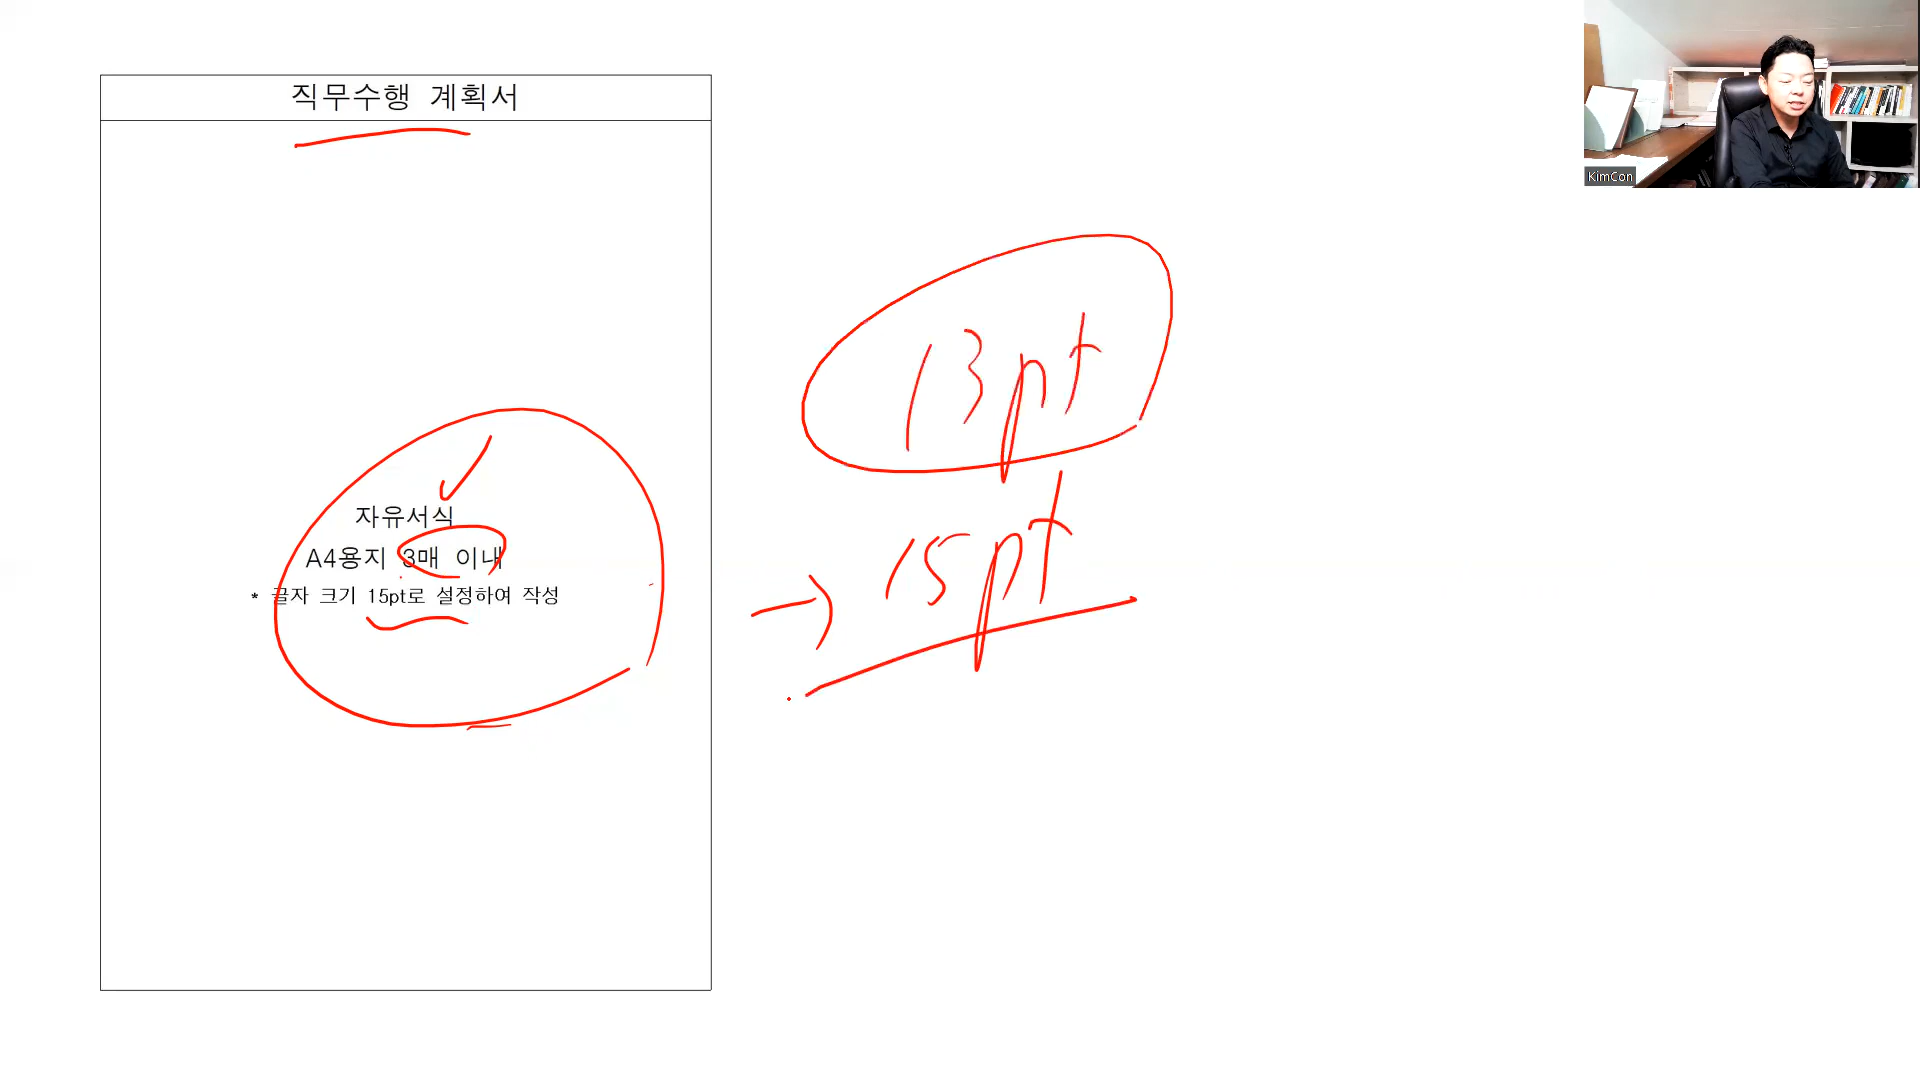 직무수행 계획서
자유서식
A4용지 3매 이내
* 글자 크기 15pt로 설정하여 작성
13pt
15pt
KimCon